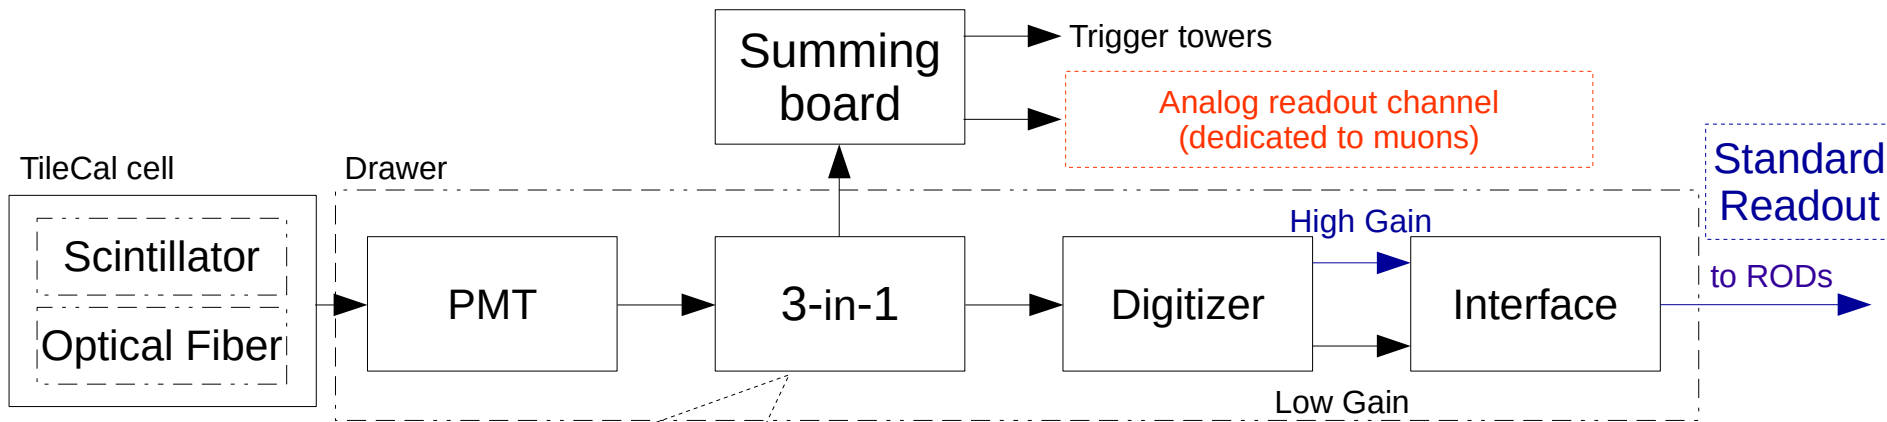 Summing
board
Trigger towers
Analog readout channel
(dedicated to muons)
Standard
Readout
TileCal cell
Drawer
Scintillator
Optical Fiber
PMT
3-in-1
Digitizer
High Gain
Low Gain
Interface
to RODs